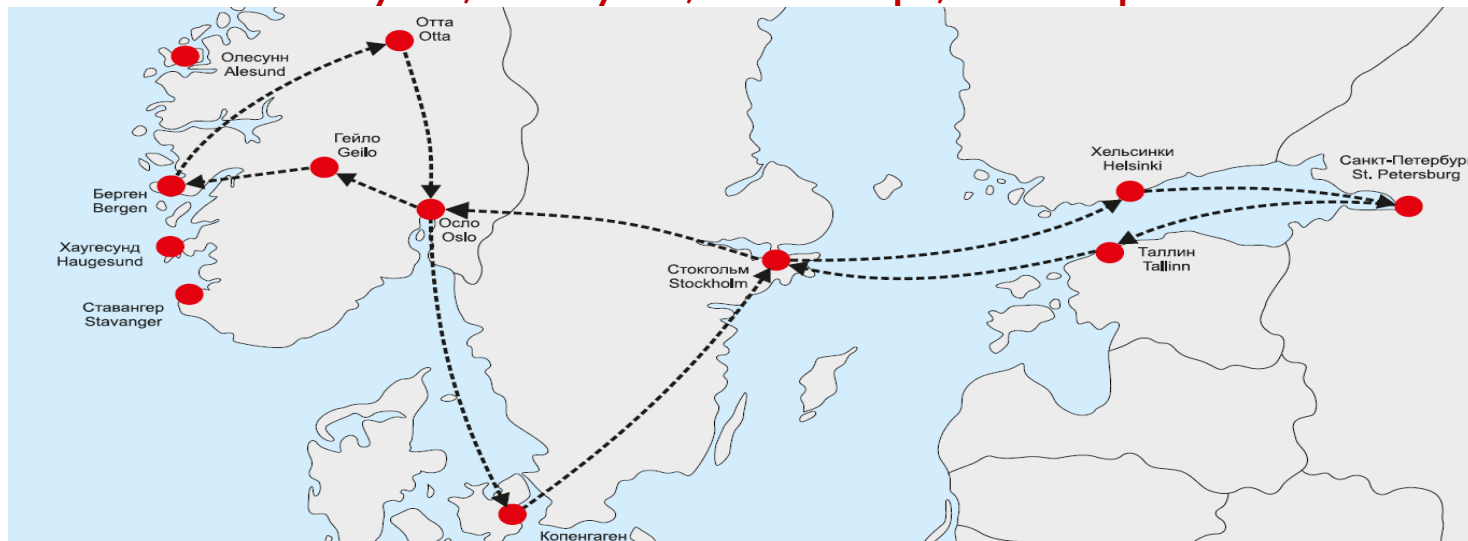 Отта
Otta
Олесунн
Alesund
Гейло
Geilo
Хельсинки
Helsinki
Санкт-Петербург
St. Petersburg
Берген
Bergen
Осло
Oslo
Хаугесунд
Haugesund
Стокгольм
Stockholm
Таллин
Tallinn
Ставангер
Stavanger
Копенгаген